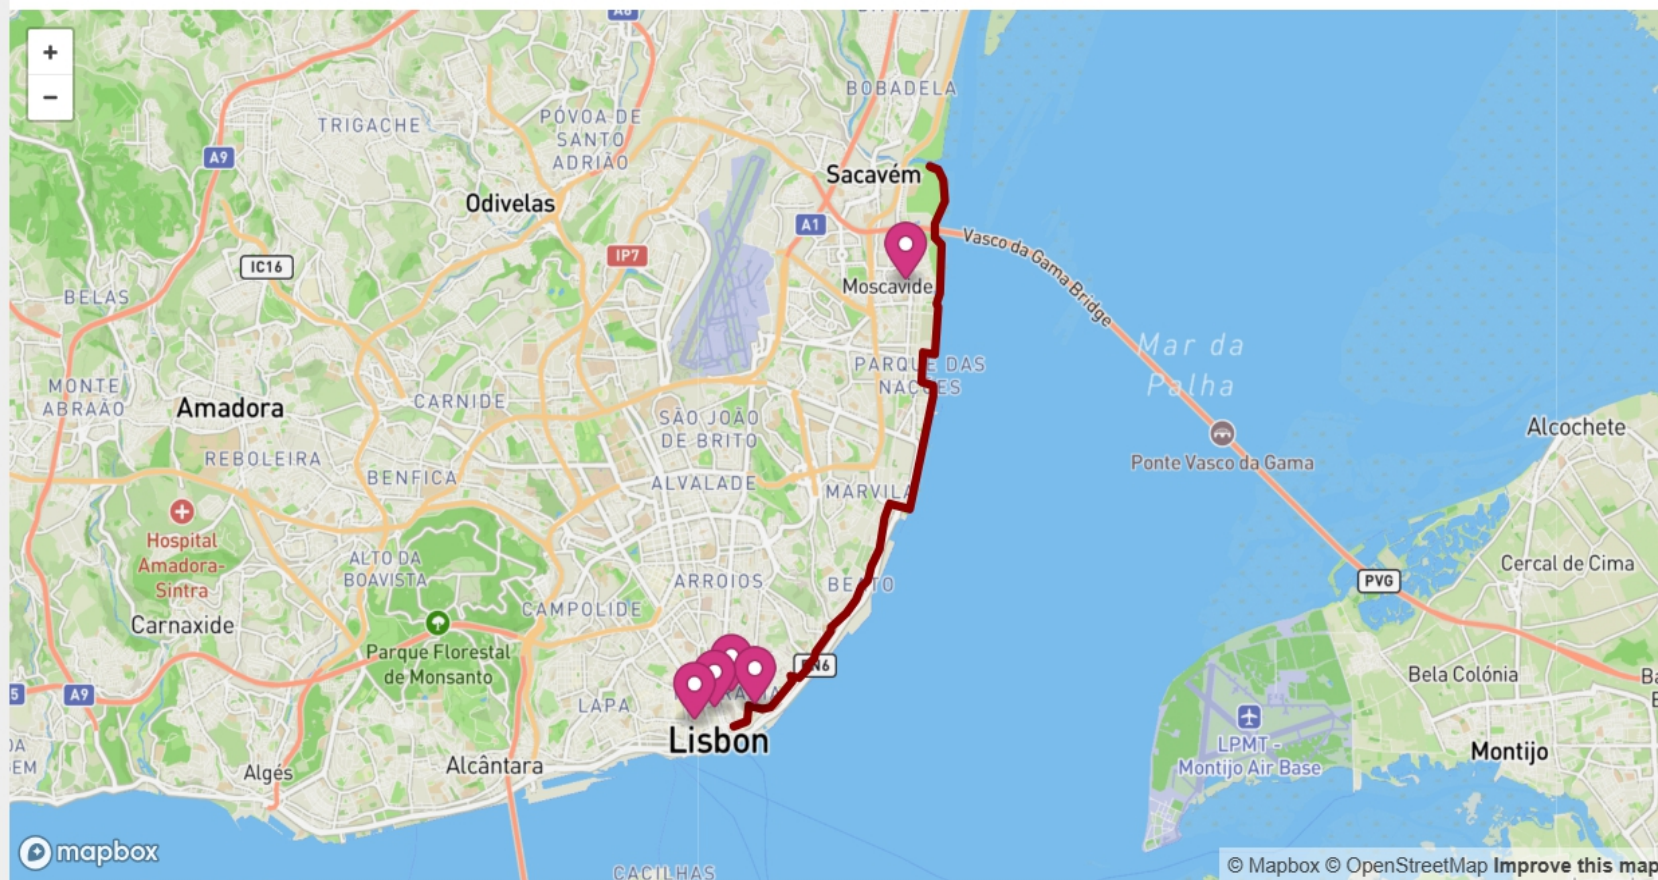 +
−
A8
BOBADELA
TRIGACHE
PÓVOA DE
SANTO
ADRIÃO
A9
Sacavém
Odivelas
A1
Vasco da Gama Bridge
IP7
IC16
Moscavide
BELAS
Mar da
Palha
PARQUE DAS
NAÇÕES
MONTE
ABRAÃO
Amadora
CARNIDE
SÃO JOÃO
DE BRITO
Alcochete
REBOLEIRA
BENFICA
ALVALADE
MARVILA
Ponte Vasco da Gama
Hospital
Amadora-
Sintra
ALTO DA
BOAVISTA
ARROIOS
BEATO
PVG
Cercal de Cima
CAMPOLIDE
Carnaxide
Parque Florestal
de Monsanto
EN6
Bela Colónia
A9
LAPA
Lisbon
LPMT -
Montijo Air Base
Montijo
Algés
Alcântara
mapbox
CACILHAS
© Mapbox © OpenStreetMap Improve this map